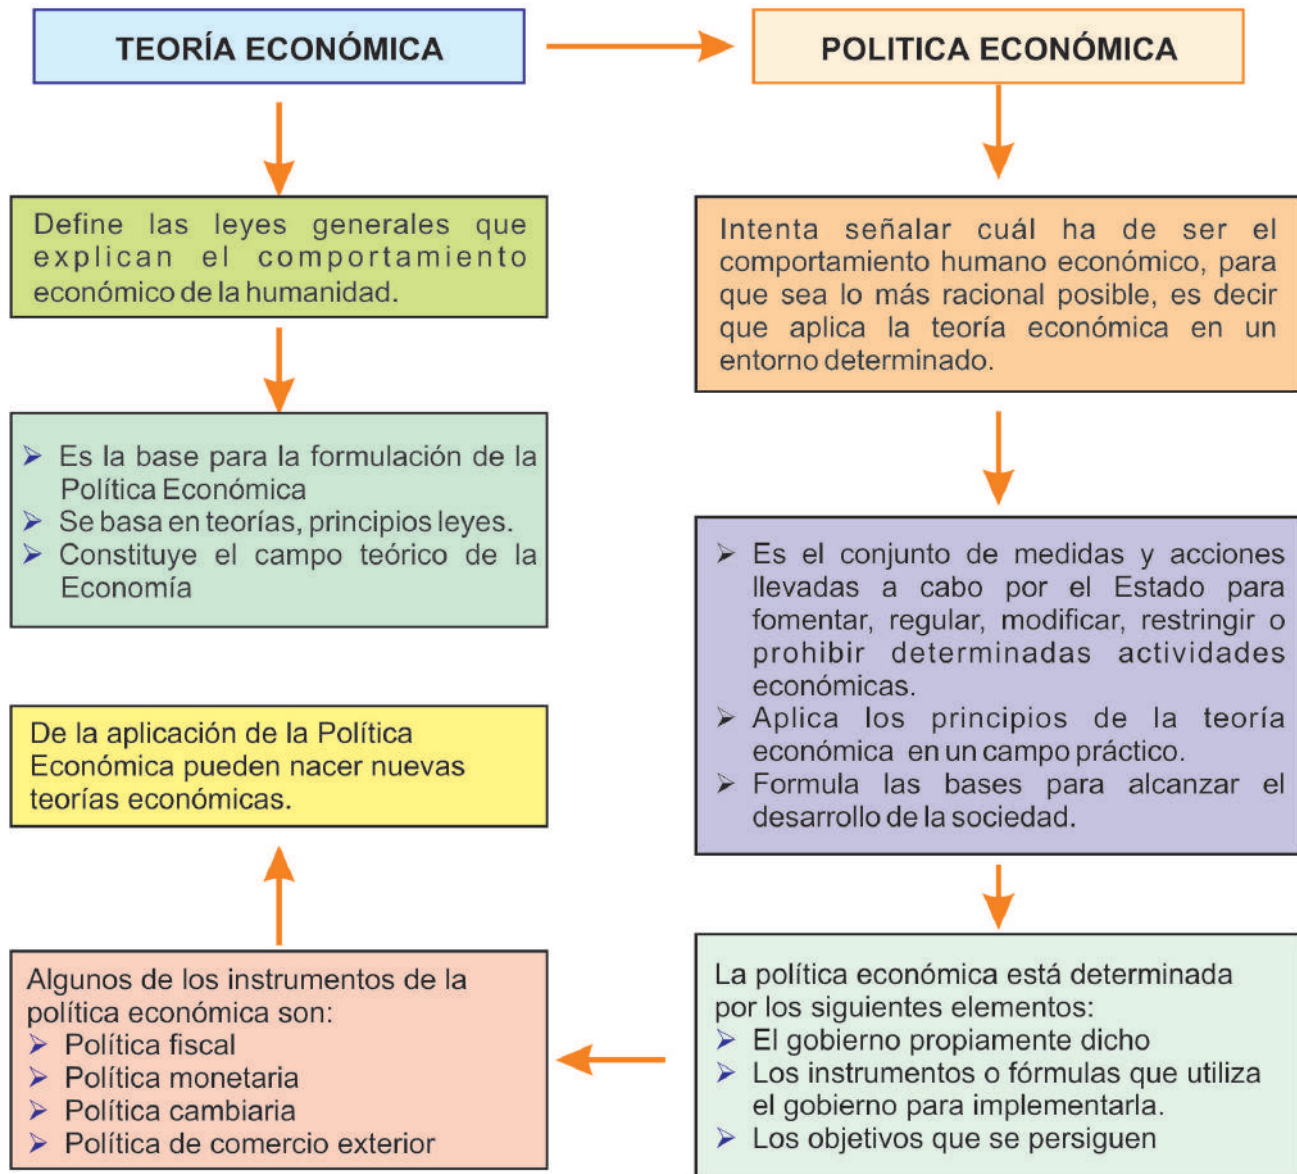 TEORÍA ECONÓMICA
POLITICA ECONÓMICA
Define las leyes generales que
explican el comportamiento
económico de la humanidad.
➤ Es la base para la formulación de la
Política Económica
➤ Se basa en teorías, principios leyes.
➤ Constituye el campo teórico de la
Economía
Intenta señalar cuál ha de ser el
comportamiento humano económico, para
que sea lo más racional posible, es decir
que aplica la teoría económica en un
entorno determinado.
➤ Es el conjunto de medidas y acciones
llevadas a cabo por el Estado para
fomentar, regular, modificar, restringir o
prohibir determinadas actividades
económicas.
➤ Aplica los principios de la teoría
económica en un campo práctico.
➤ Formula las bases para alcanzar el
desarrollo de la sociedad.
La política económica está determinada
por los siguientes elementos:
➤ El gobierno propiamente dicho
➤ Los instrumentos o fórmulas que utiliza
el gobierno para implementarla.
➤ Los objetivos que se persiguen
Algunos de los instrumentos de la
política económica son:
➤ Política fiscal
➤ Política monetaria
➤ Política cambiaria
➤ Política de comercio exterior
De la aplicación de la Política
Económica pueden nacer nuevas
teorías económicas.